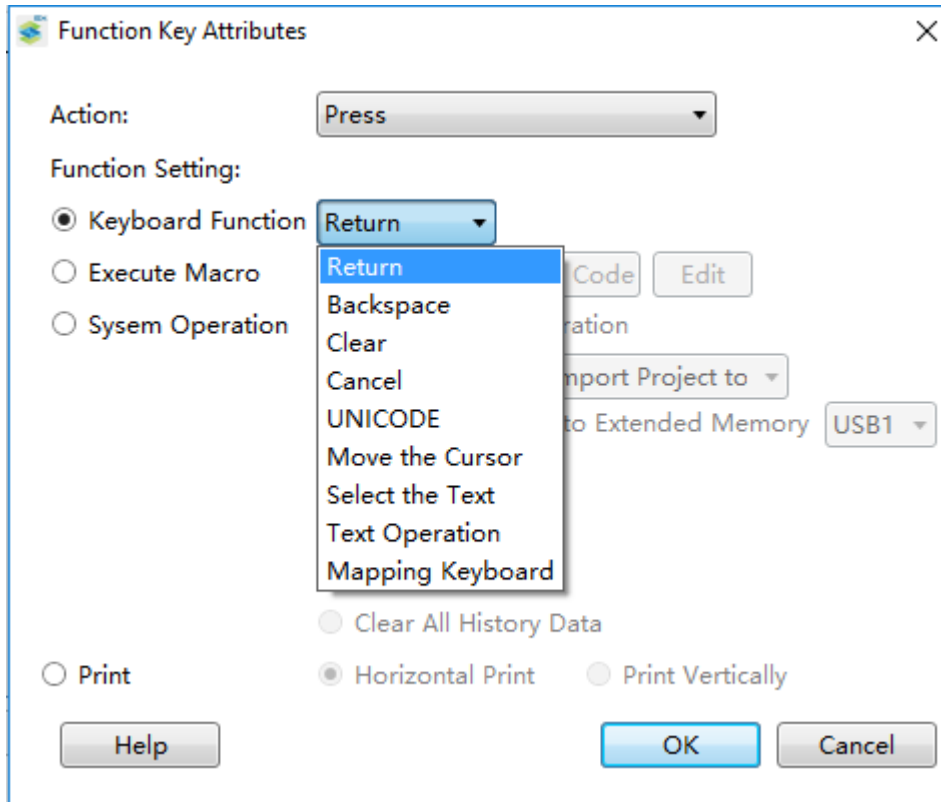 Function Key Attributes
Action: Press
Function Setting:
Keyboard Function Return
Return
Execute Macro Code Edit
Backspace
Sysem Operation ration
Clear
Cancel mport Project to
UNICODE to Extended Memory USB1
Move the Cursor
Select the Text
Text Operation
Mapping Keyboard
Clear All History Data
Print Horizontal Print Print Vertically
Help OK Cancel